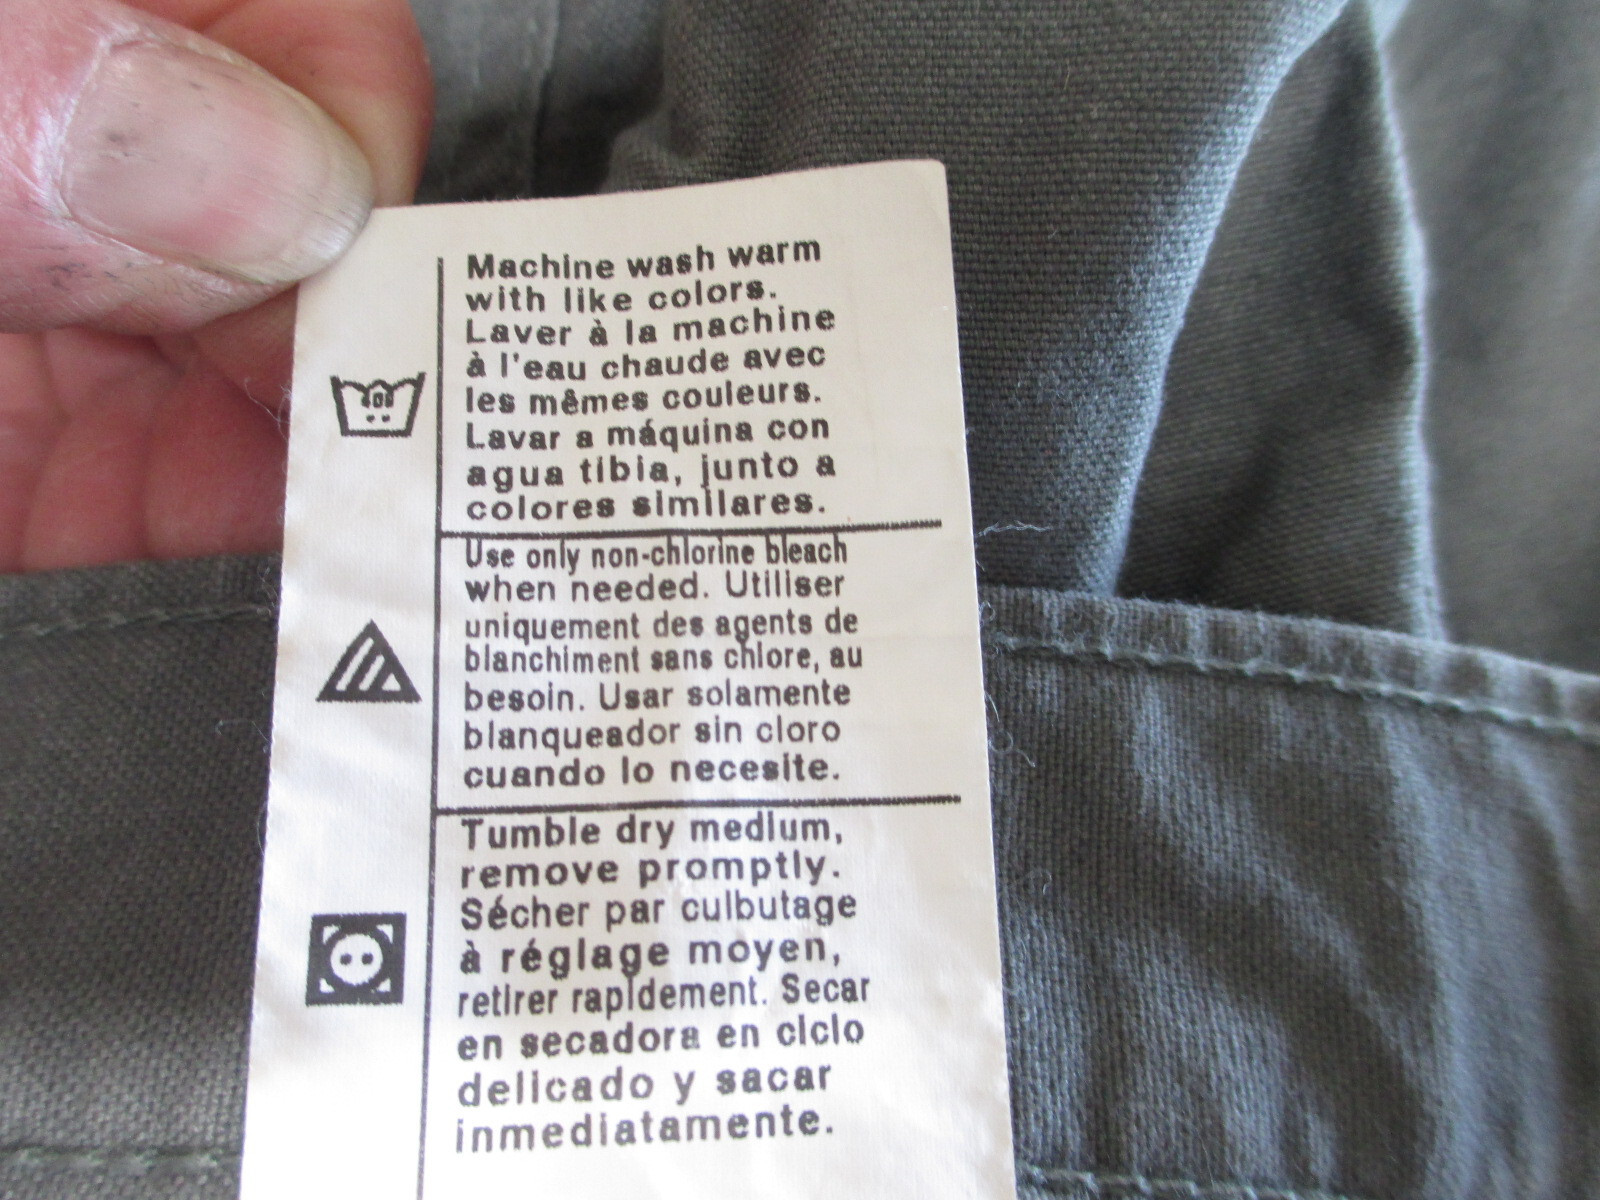 Machine wash warm
with like colors.
Laver à la machine
à l'eau chaude avec
les mêmes couleurs.
Lavar a máquina con
agua tibia, junto a
colores similares.
Use only non-chlorine bleach
when needed. Utiliser
uniquement des agents de
blanchiment sans chlore, au
besoin. Usar solamente
blanqueador sin cloro
cuando lo necesite.
Tumble dry medium,
remove promptly.
Sécher par culbutage
à réglage moyen,
retirer rapidement. Secar
en secadora en ciclo
delicado y sacar
inmediatamente.